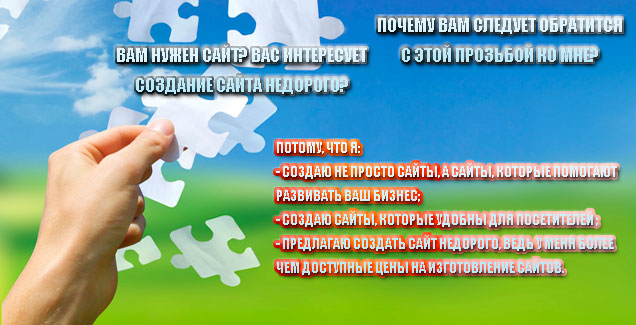 ВАМ НУЖЕН САЙТ? ВАС ИНТЕРЕСУЕТ
СОЗДАНИЕ САЙТА НЕДОРОГО?
ПОЧЕМУ ВАМ СЛЕДУЕТ ОБРАТИТСЯ
С ЭТОЙ ПРОЗЬБОЙ КО МНЕ?
ПОТОМУ, ЧТО Я:
- СОЗДАЮ НЕ ПРОСТО САЙТЫ, А САЙТЫ, КОТОРЫЕ ПОМОГАЮТ
РАЗВИВАТЬ ВАШ БИЗНЕС;
- СОЗДАЮ САЙТЫ, КОТОРЫЕ УДОБНЫ ДЛЯ ПОСЕТИТЕЛЕЙ ;
- ПРЕДЛАГАЮ СОЗДАТЬ САЙТ НЕДОРОГО, ВЕДЬ У МЕНЯ БОЛЕЕ
ЧЕМ ДОСТУПНЫЕ ЦЕНЫ НА ИЗГОТОВЛЕНИЕ САЙТОВ.